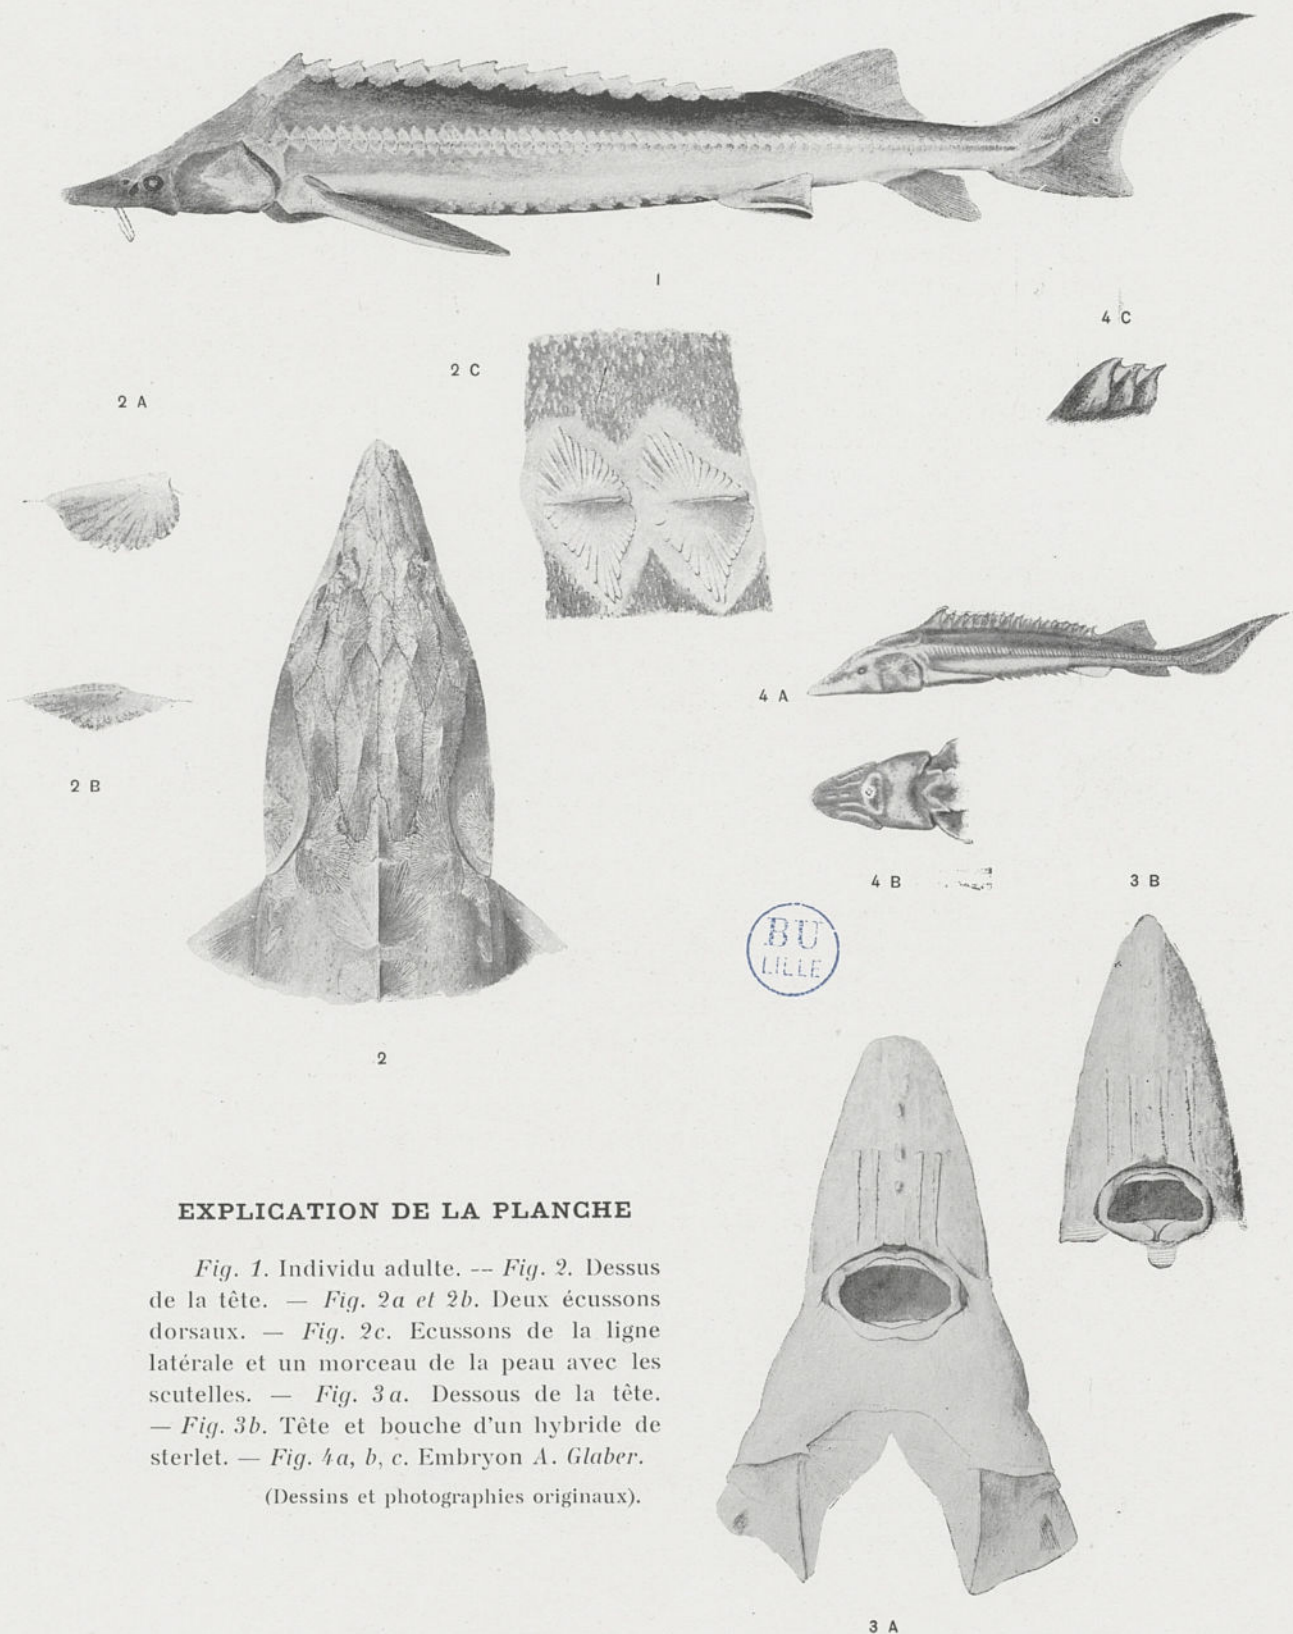 1
4 C
2 C
2 A
4 A
2 B
4 B
3 B
BU
LILLE
2
EXPLICATION DE LA PLANCHE
Fig. 1. Individu adulte. -- Fig. 2. Dessus
de la tête. — Fig. 2a et 2b. Deux écussons
dorsaux. — Fig. 2c. Ecussons de la ligne
latérale et un morceau de la peau avec les
scutelles. — Fig. 3a. Dessous de la tête.
— Fig. 3b. Tête et bouche d'un hybride de
sterlet. — Fig. 4a, b, c. Embryon A. Glaber.
(Dessins et photographies originaux).
3 A